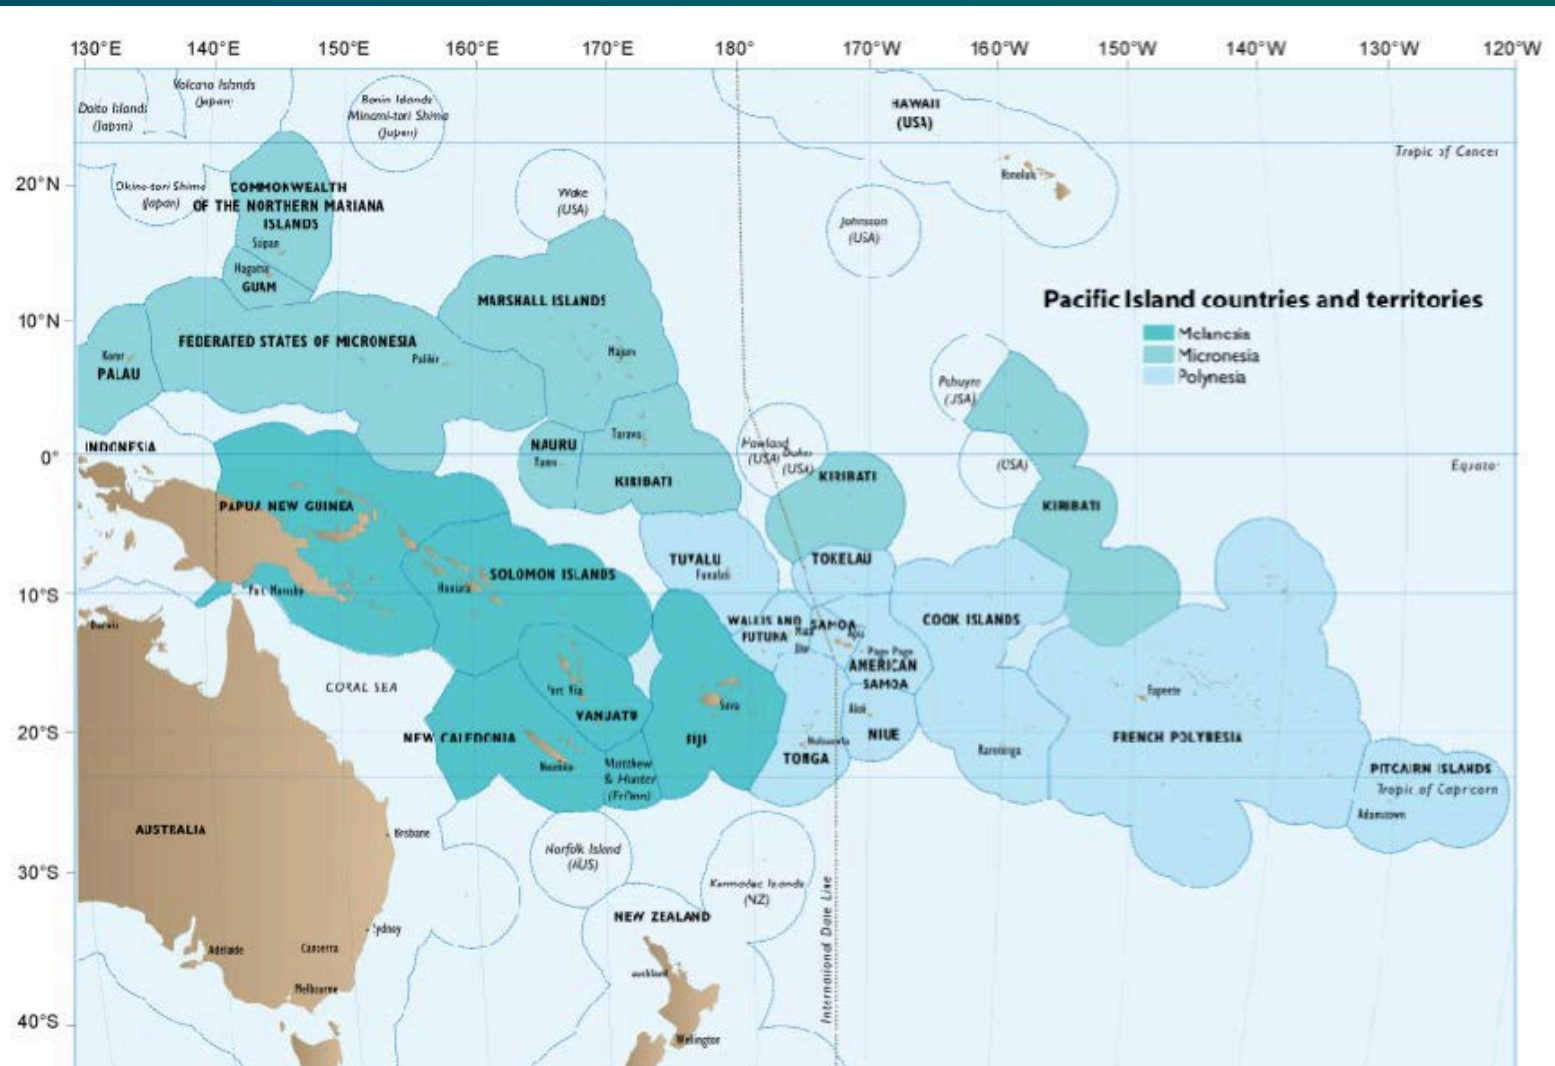 130°E 140°E 150°E 160°E 170°E 180° 170°W 160°W 150°W 140°W 130°W 120°W
Volcano Islands
(Japan)
Daito Islands
(Japan)
Bonin Islands
Minami-tori Shima
(Japan)
HAWAII
(USA)
Tropic of Cancer
Honolulu
20°N
Okino-tori Shima
(Japan)
COMMONWEALTH
OF THE NORTHERN MARIANA
ISLANDS
Saipan
Wake
(USA)
Johnston
(USA)
Hagatna
GUAM
MARSHALL ISLANDS
Majuro
Pacific Island countries and territories
Melanesia
Micronesia
Polynesia
10°N
FEDERATED STATES OF MICRONESIA
Palikir
Koror
PALAU
(USA)
INDONESIA
NAURU
Yaren
Tarawa
KIRIBATI
Howland
(USA)
Baker
(USA)
KIRIBATI
(USA)
KIRIBATI
0°
Equator
PAPUA NEW GUINEA
Port Moresby
TUVALU
Funafuti
TOKELAU
SOLOMON ISLANDS
Honiara
10°S
Darwin
WALLIS AND
FUTUNA
SAMOA
Apia
Pago Pago
AMERICAN
SAMOA
COOK ISLANDS
CORAL SEA
Port Vila
VANUATU
Suva
FIJI
Alofi
NIUE
Papeete
20°S
NEW CALEDONIA
Noumea
Matthew
& Hunter
TONGA
Rarotonga
FRENCH POLYNESIA
PITCAIRN ISLANDS
Tropic of Capricorn
Adamstown
AUSTRALIA
Brisbane
30°S
Norfolk Island
(AUS)
Kermadec Islands
(NZ)
NEW ZEALAND
International Date Line
Sydney
Adelaide
Canberra
Melbourne
Auckland
40°S
Wellington